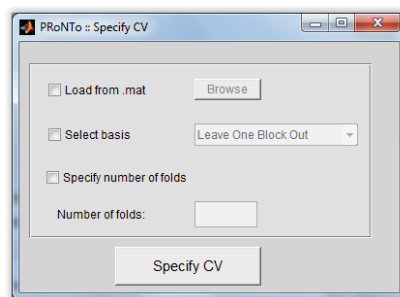 PRoNTo :: Specify CV
Load from .mat
Browse
Select basis
Leave One Block Out
Specify number of folds
Number of folds:
Specify CV